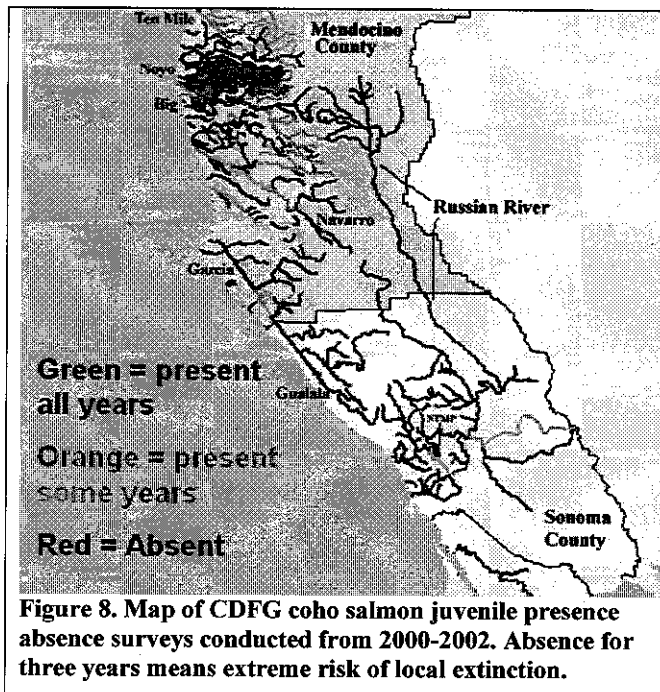 Ten Mile
Mendocino
County
Noyo
Big
Russian River
Navarro
Garcia
Green = present
all years
Gualala
Orange = present
some years
Sonoma
County
Red = Absent
Figure 8. Map of CDFG coho salmon juvenile presence
absence surveys conducted from 2000-2002. Absence for
three years means extreme risk of local extinction.